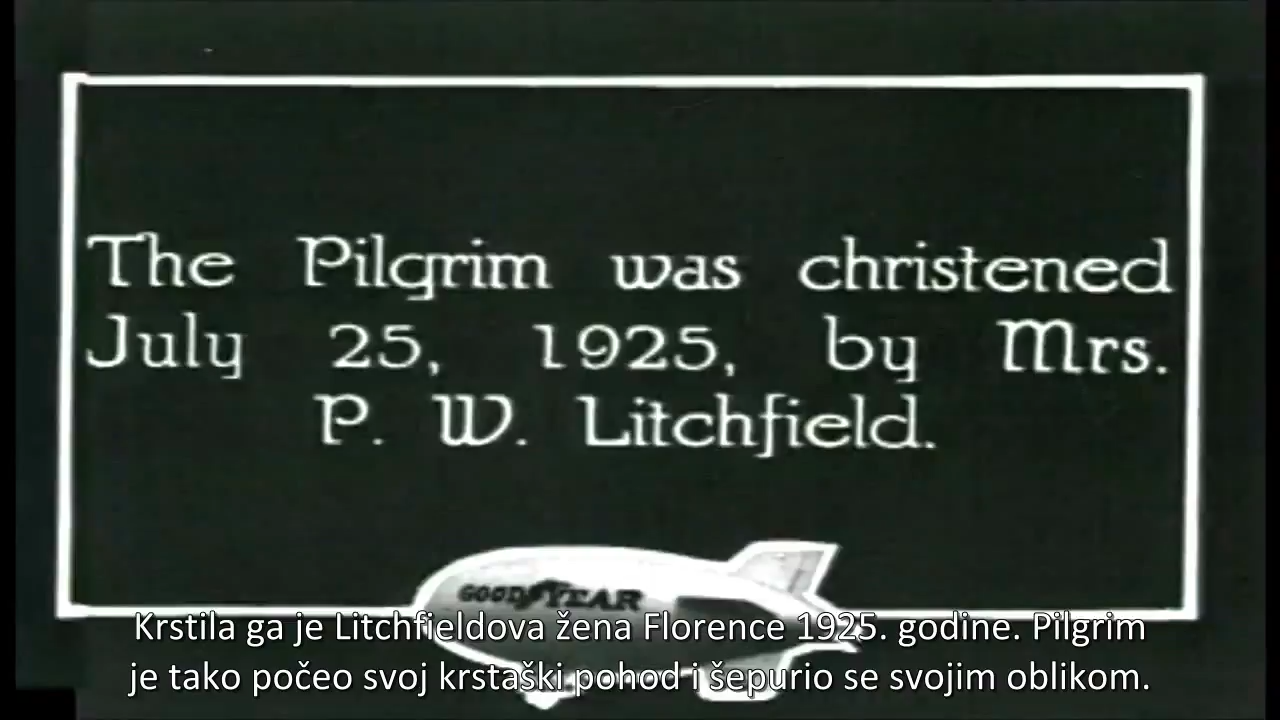 The Pilgrim was christened
July 25, 1925, by Mrs.
P. W. Litchfield.
GOODYEAR
Krstila ga je Litchfieldova žena Florence 1925. godine. Pilgrim
je tako počeo svoj krstaški pohod i šepurio se svojim oblikom.